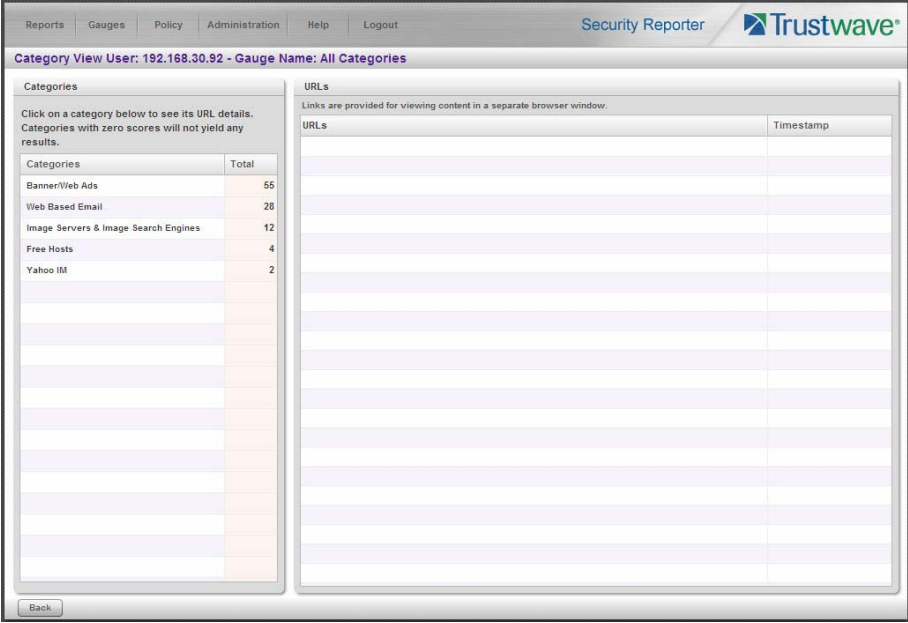 Reports Gauges Policy Administration Help Logout Security Reporter Trustwave®
Category View User: 192.168.30.92 - Gauge Name: All Categories
Categories
Click on a category below to see its URL details.
Categories with zero scores will not yield any
results.
Categories Total
Banner/Web Ads 55
Web Based Email 28
Image Servers & Image Search Engines 12
Free Hosts 4
Yahoo IM 2
URLs
Links are provided for viewing content in a separate browser window.
URLs Timestamp
Back